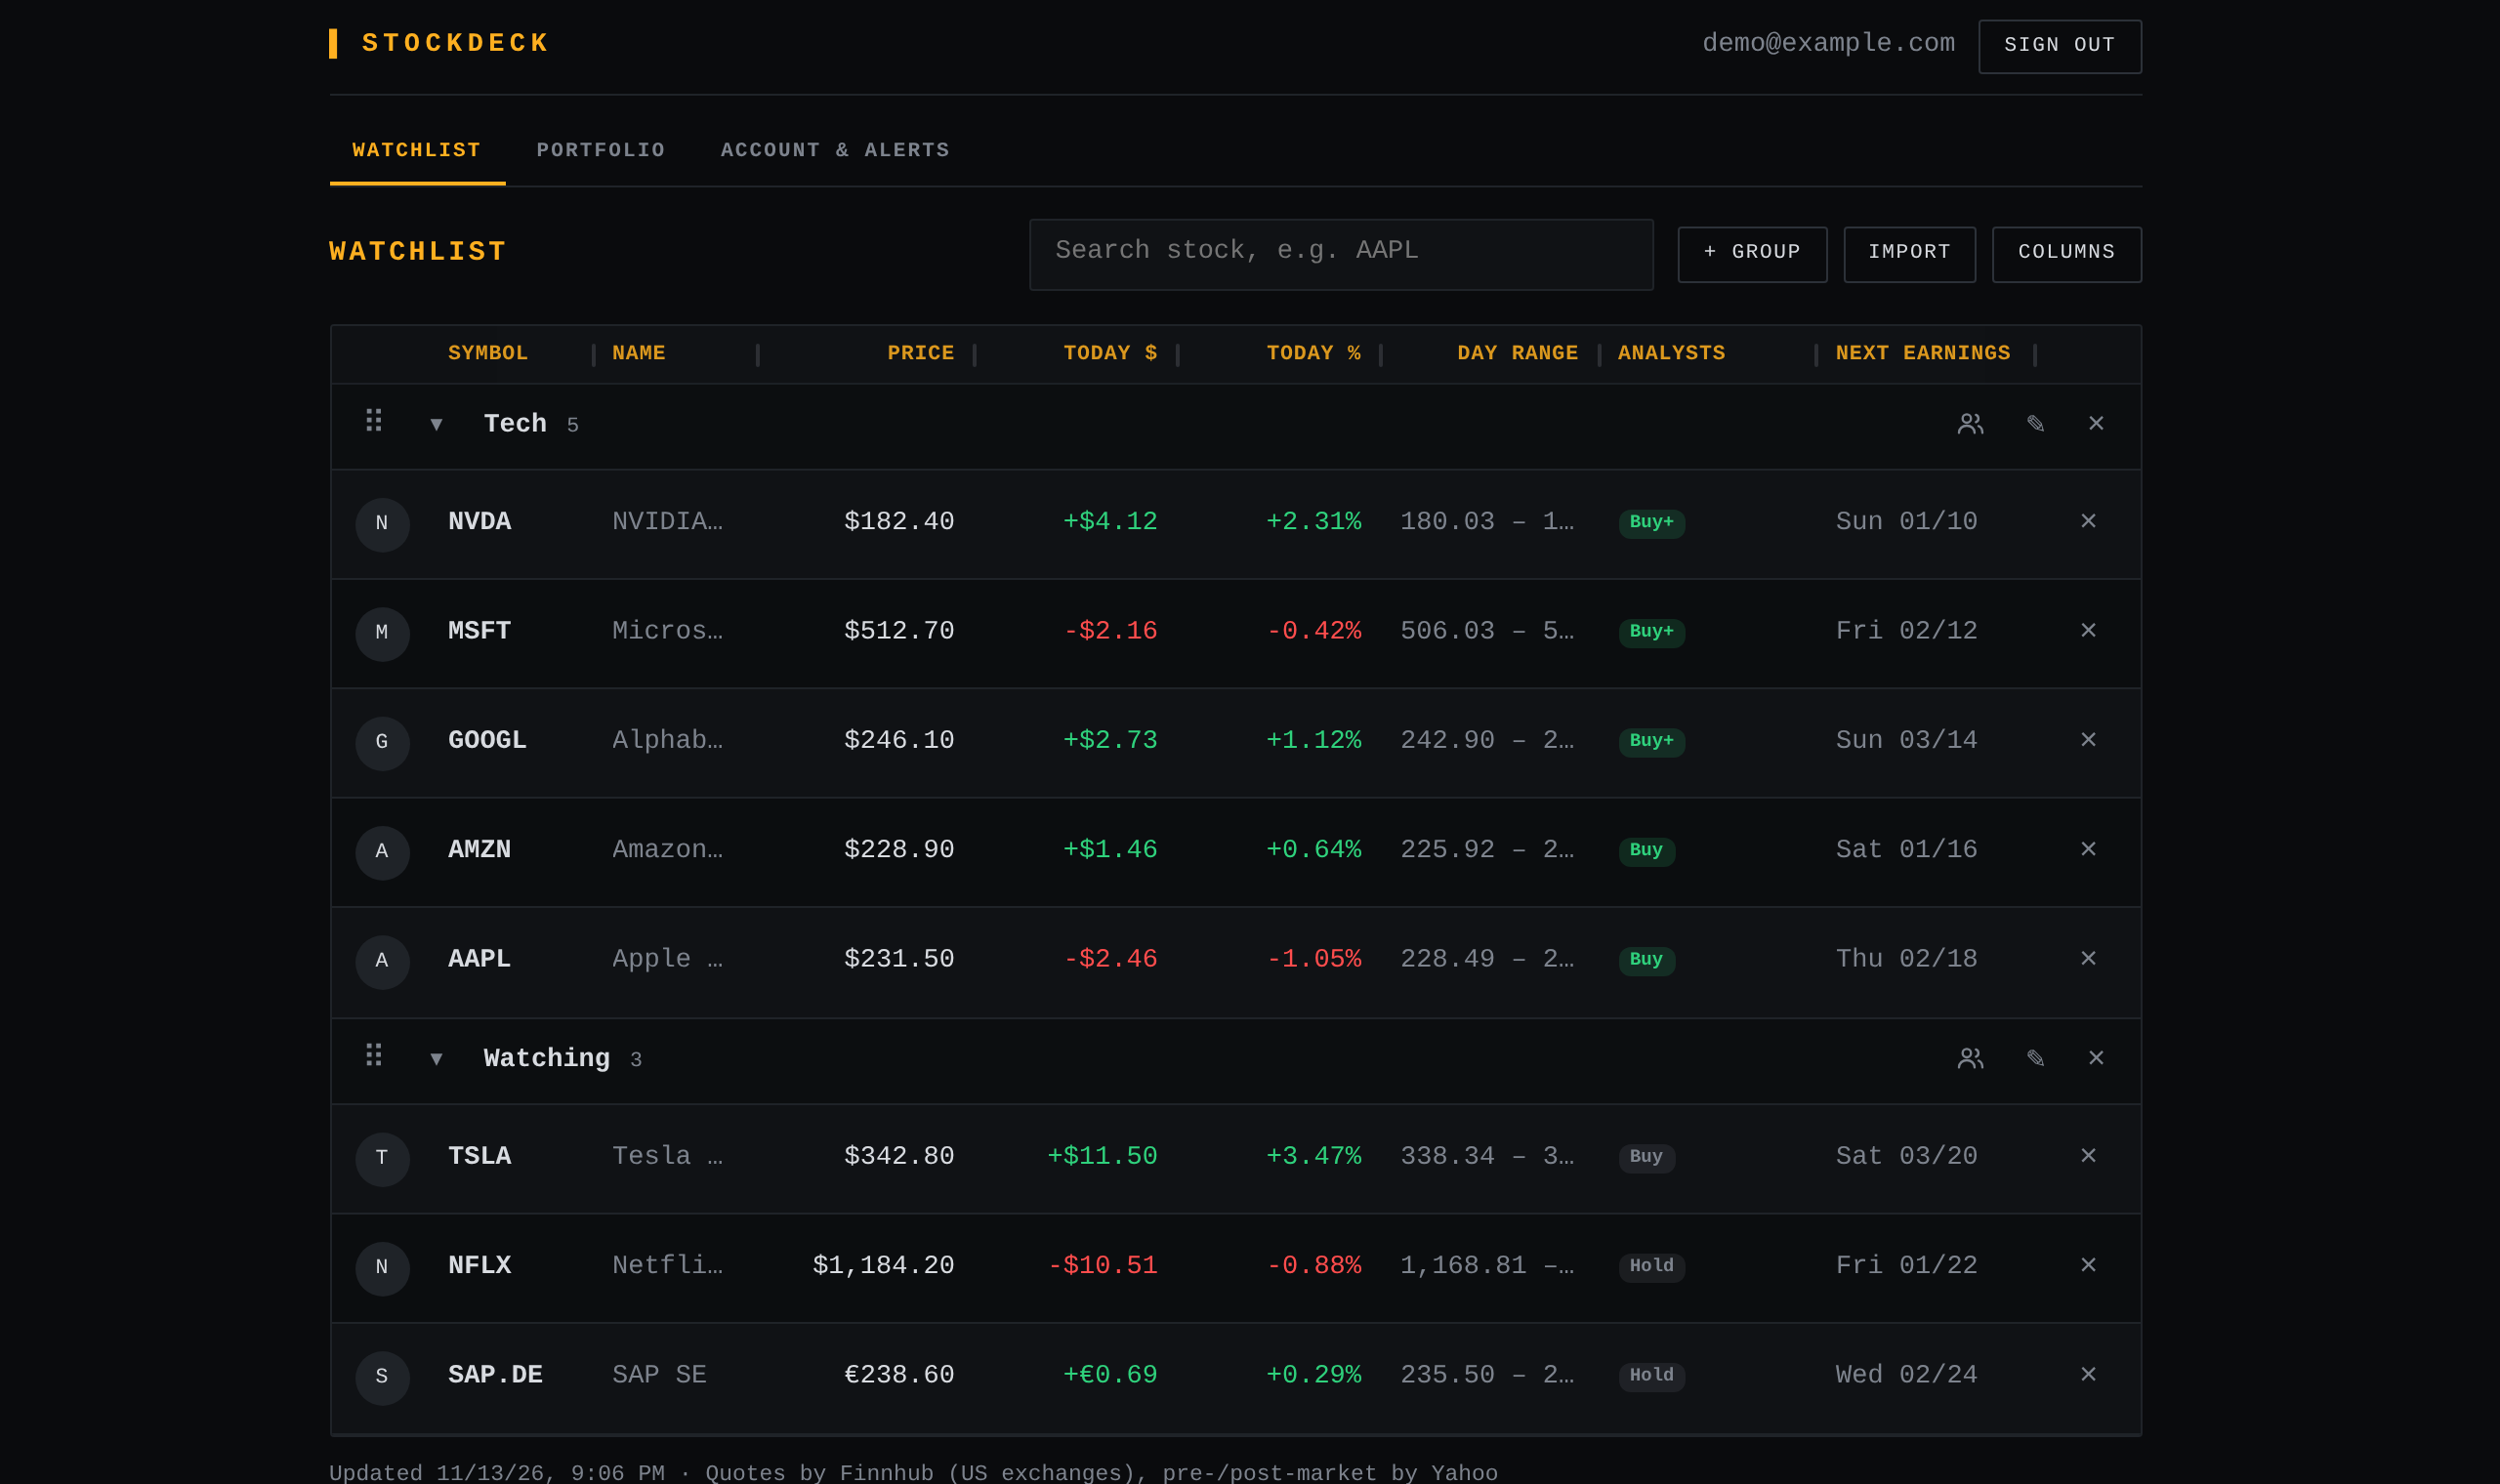 STOCKDECK demo@example.com SIGN OUT
WATCHLIST PORTFOLIO ACCOUNT & ALERTS
WATCHLIST Search stock, e.g. AAPL + GROUP IMPORT COLUMNS
SYMBOL NAME PRICE TODAY $ TODAY % DAY RANGE ANALYSTS NEXT EARNINGS
▼ Tech 5 ✎ ✕
N NVDA NVIDIA… $182.40 +$4.12 +2.31% 180.03 – 1… Buy+ Sun 01/10 ✕
M MSFT Micros… $512.70 -$2.16 -0.42% 506.03 – 5… Buy+ Fri 02/12 ✕
G GOOGL Alphab… $246.10 +$2.73 +1.12% 242.90 – 2… Buy+ Sun 03/14 ✕
A AMZN Amazon… $228.90 +$1.46 +0.64% 225.92 – 2… Buy Sat 01/16 ✕
A AAPL Apple … $231.50 -$2.46 -1.05% 228.49 – 2… Buy Thu 02/18 ✕
▼ Watching 3 ✎ ✕
T TSLA Tesla … $342.80 +$11.50 +3.47% 338.34 – 3… Buy Sat 03/20 ✕
N NFLX Netfli… $1,184.20 -$10.51 -0.88% 1,168.81 –… Hold Fri 01/22 ✕
S SAP.DE SAP SE €238.60 +€0.69 +0.29% 235.50 – 2… Hold Wed 02/24 ✕
Updated 11/13/26, 9:06 PM · Quotes by Finnhub (US exchanges), pre-/post-market by Yahoo